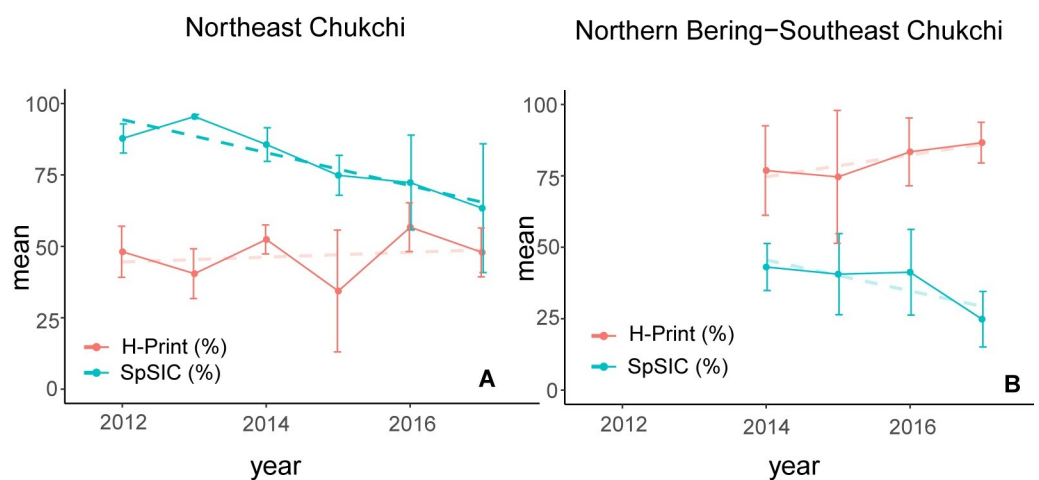 Northeast Chukchi
100
75
50
25
0
mean
H-Print (%)
SpSIC (%)
A
2012
2014
2016
year
Northern Bering−Southeast Chukchi
100
75
50
25
0
mean
H-Print (%)
SpSIC (%)
B
2012
2014
2016
year